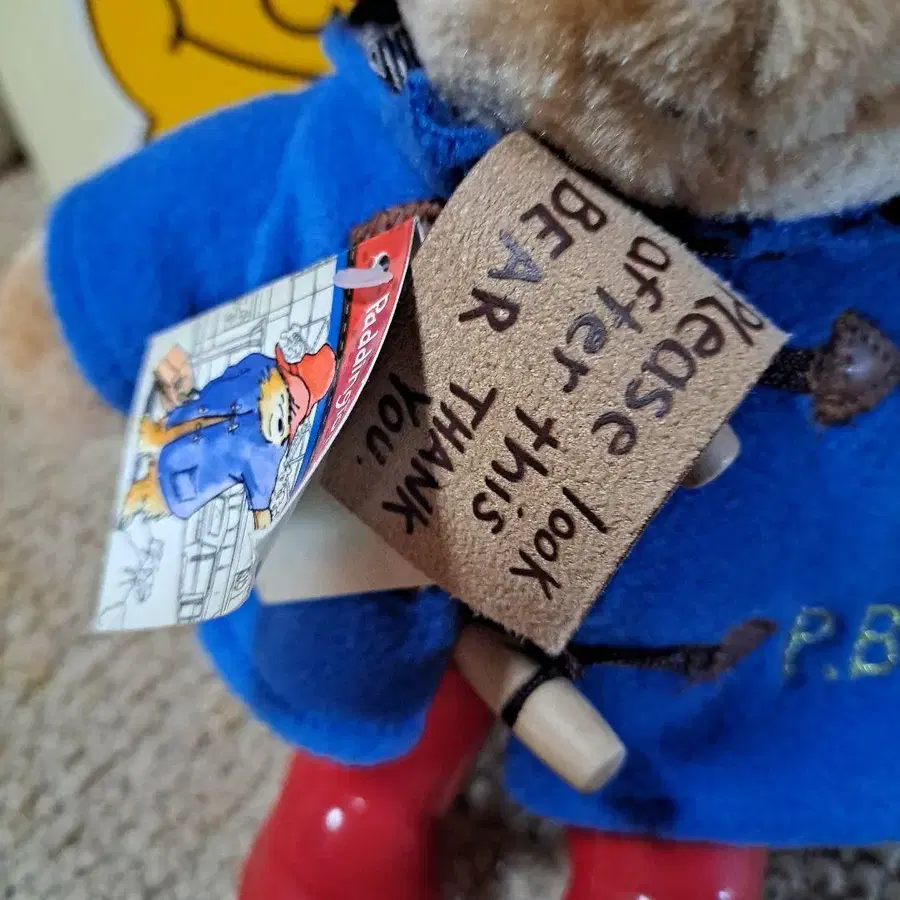 Please look
after this
BEAR
THANK
YOU.
P.B